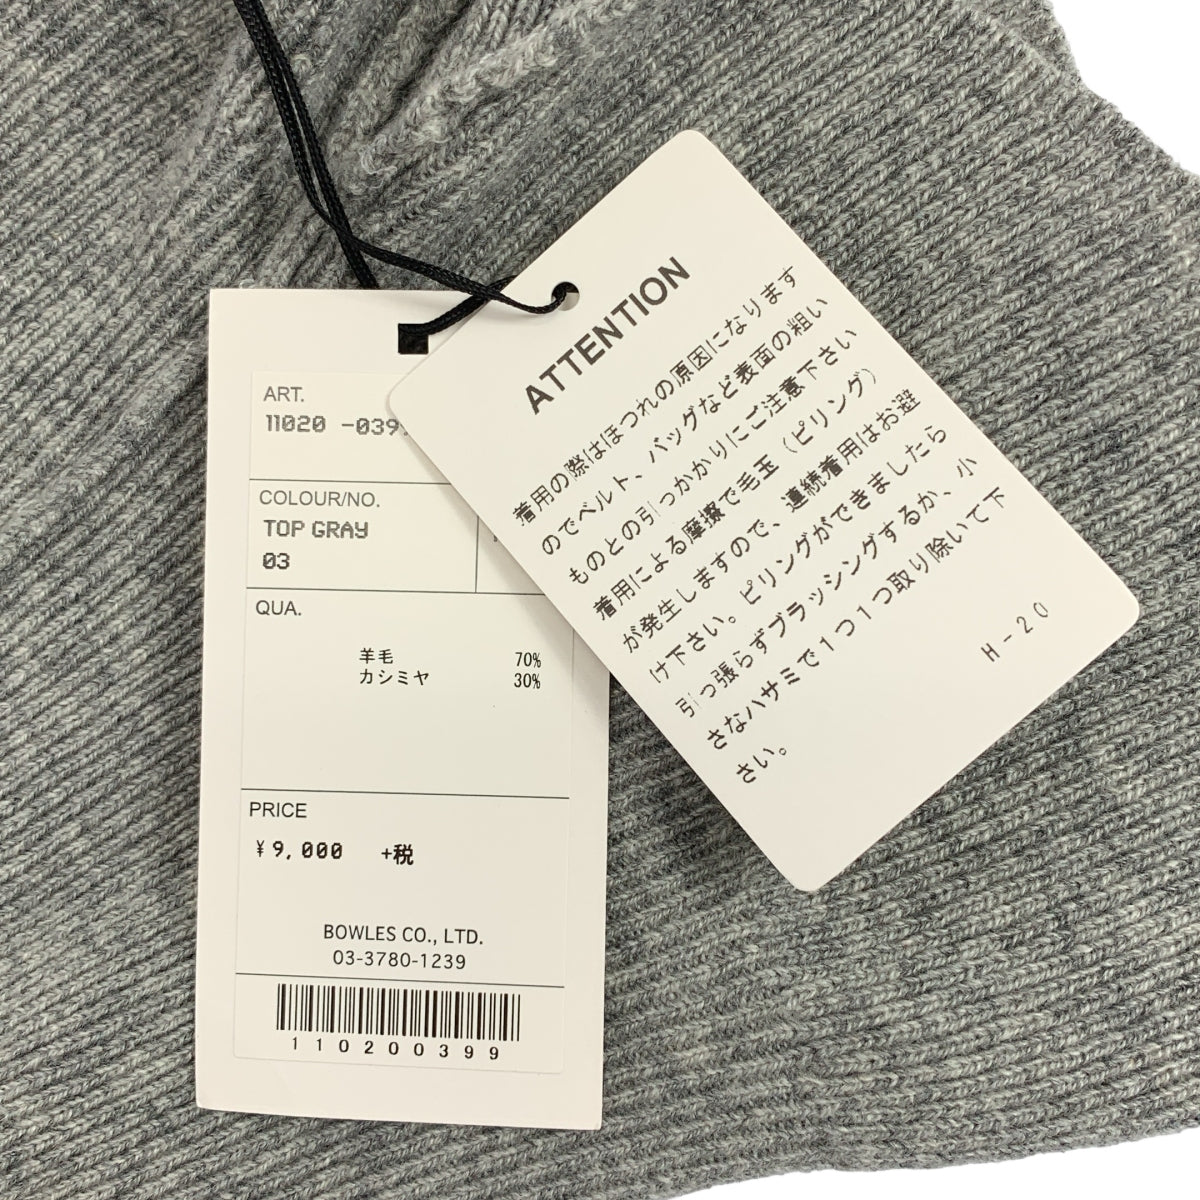 ART.
11020 -039
COLOUR/NO.
TOP GRAY
03
QUA.
羊毛 70%
カシミヤ 30%
PRICE
¥9,000 +税
BOWLES CO., LTD.
03-3780-1239
110200399
ATTENTION
着用の際はほつれの原因になります
のでベルト、バッグなど表面の粗い
ものとの引っかかりにご注意下さい
着用による摩擦で毛玉（ピリング）
が発生しますので、連続着用はお避
け下さい。ピリングができましたら
引っ張らずブラッシングするか、小
さなハサミで1つ1つ取り除いて下
さい。
H-20